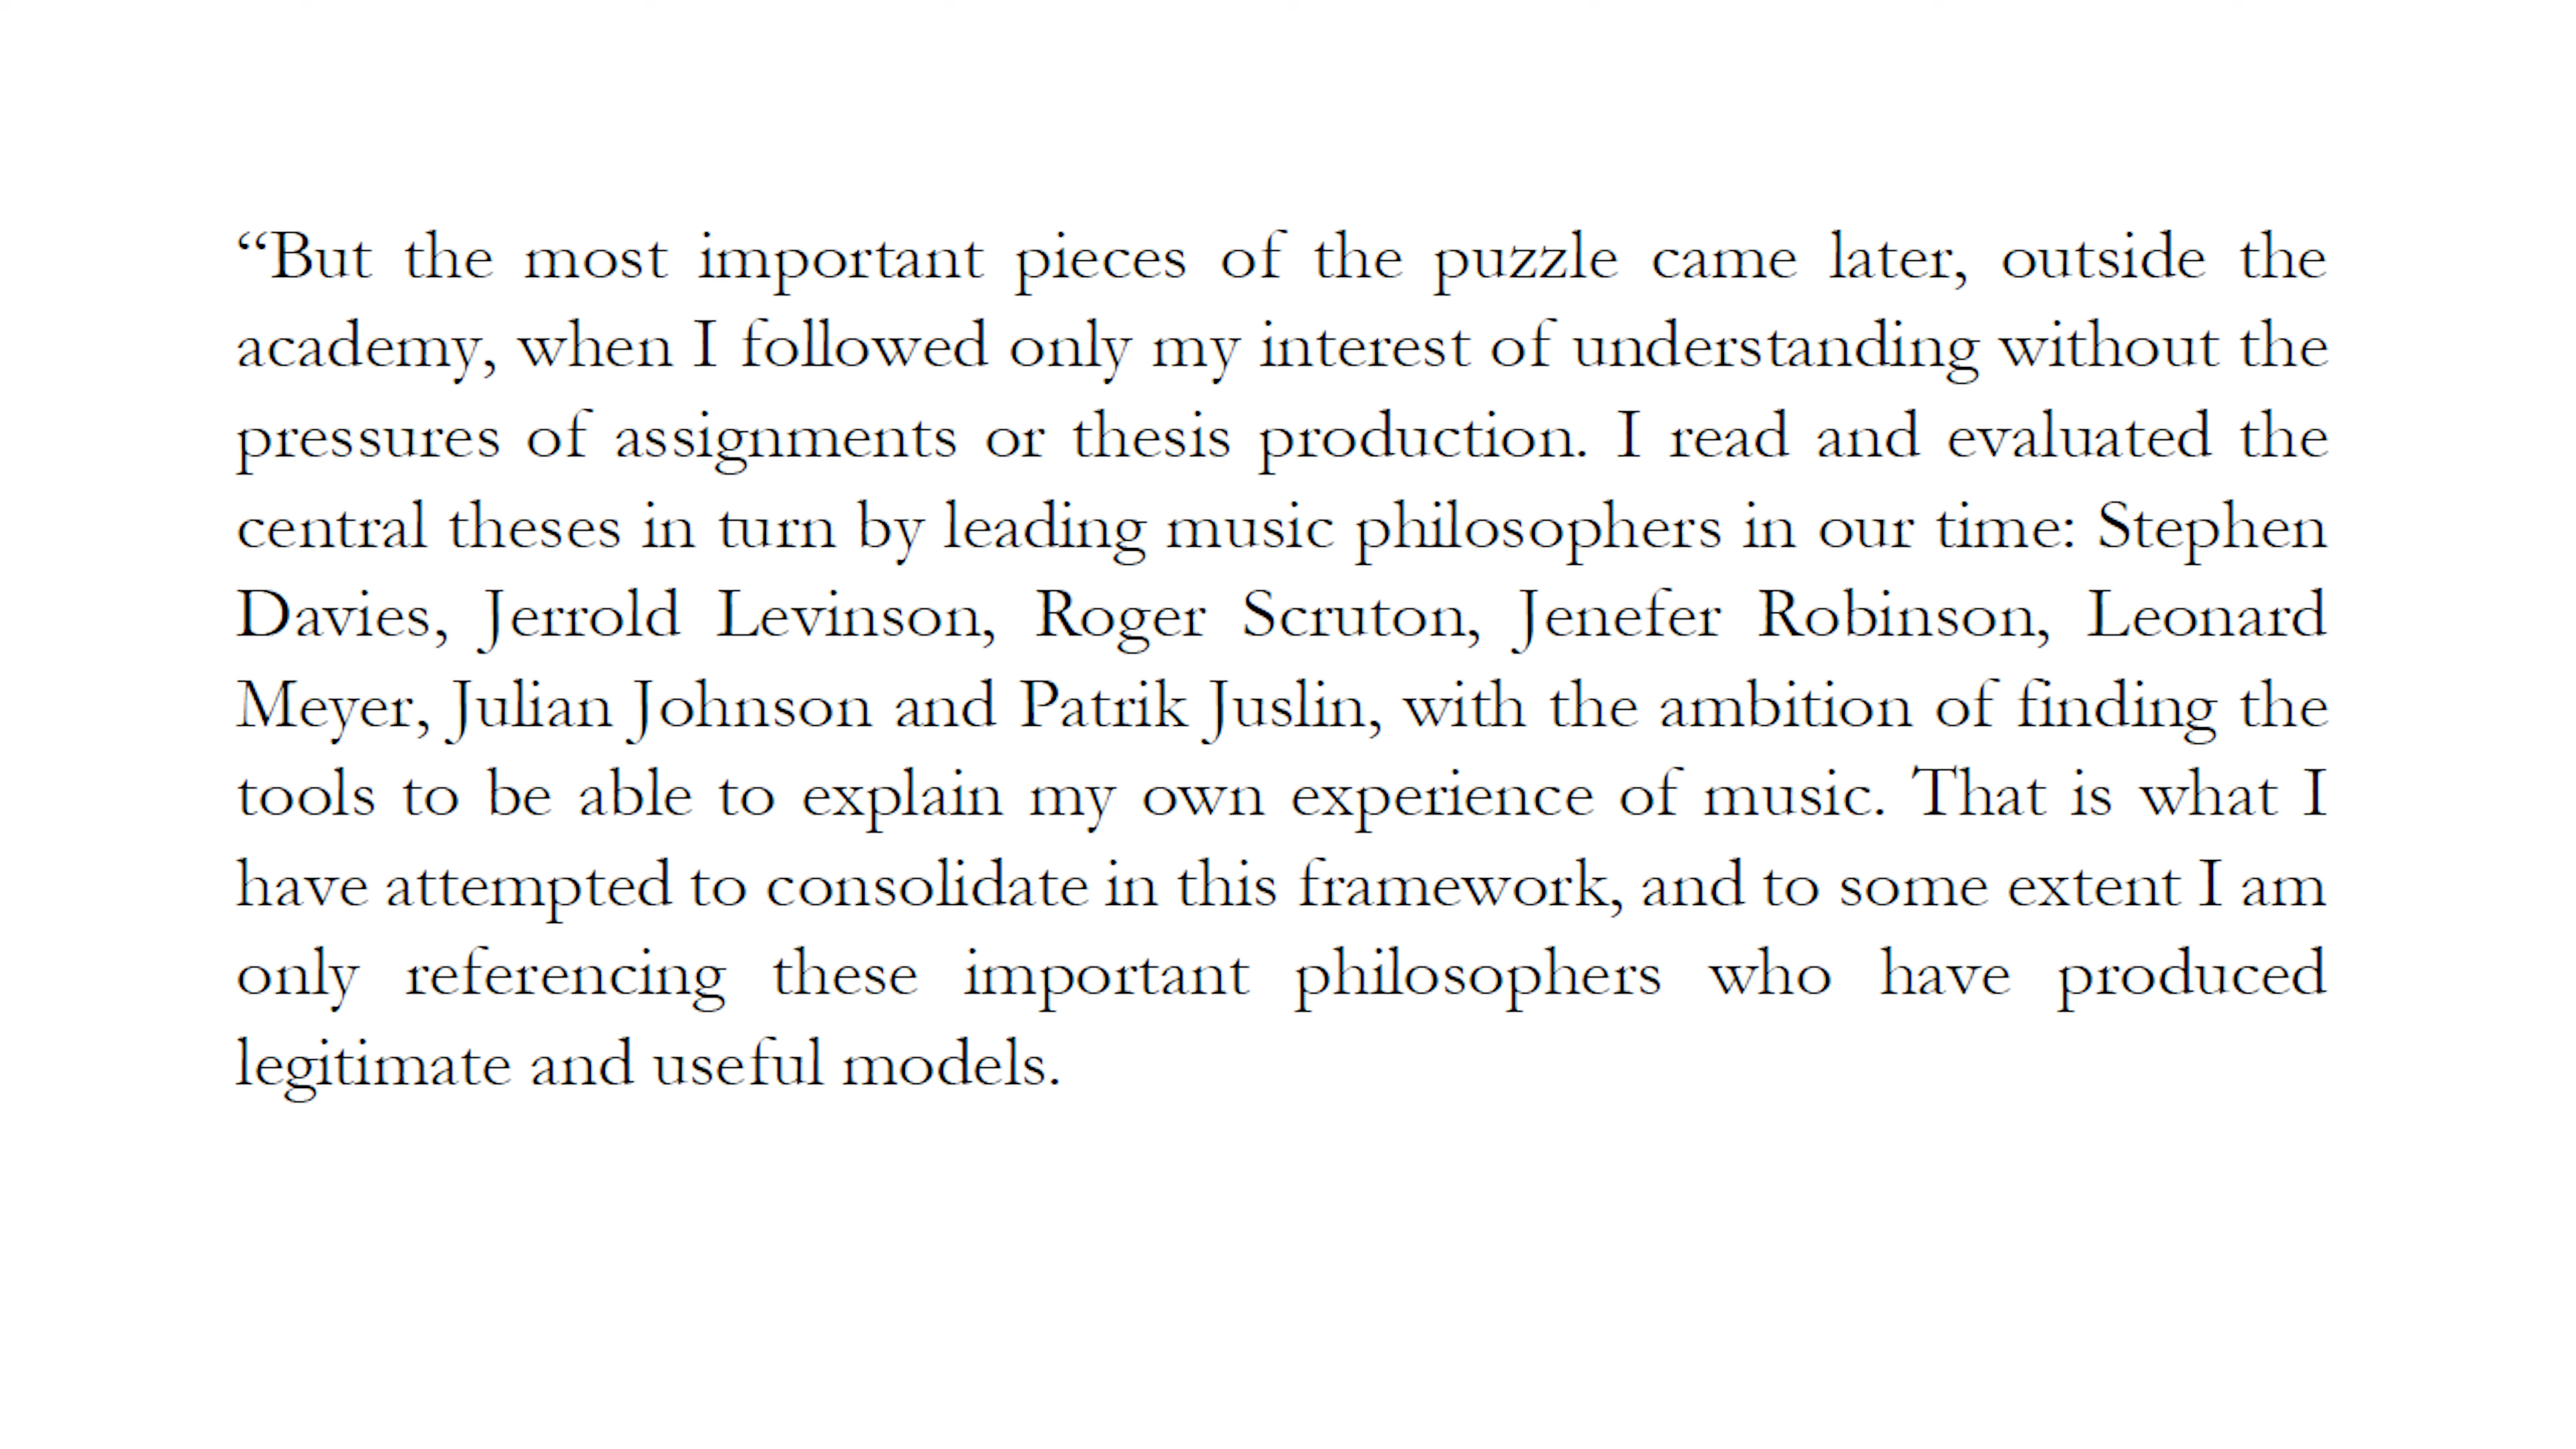 “But the most important pieces of the puzzle came later, outside the
academy, when I followed only my interest of understanding without the
pressures of assignments or thesis production. I read and evaluated the
central theses in turn by leading music philosophers in our time: Stephen
Davies, Jerrold Levinson, Roger Scruton, Jenefer Robinson, Leonard
Meyer, Julian Johnson and Patrik Juslin, with the ambition of finding the
tools to be able to explain my own experience of music. That is what I
have attempted to consolidate in this framework, and to some extent I am
only referencing these important philosophers who have produced
legitimate and useful models.